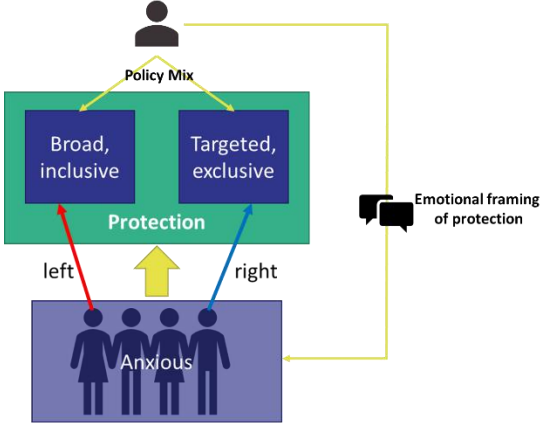 Policy Mix
Broad,
inclusive
Targeted,
exclusive
Protection
Emotional framing
of protection
left
right
Anxious